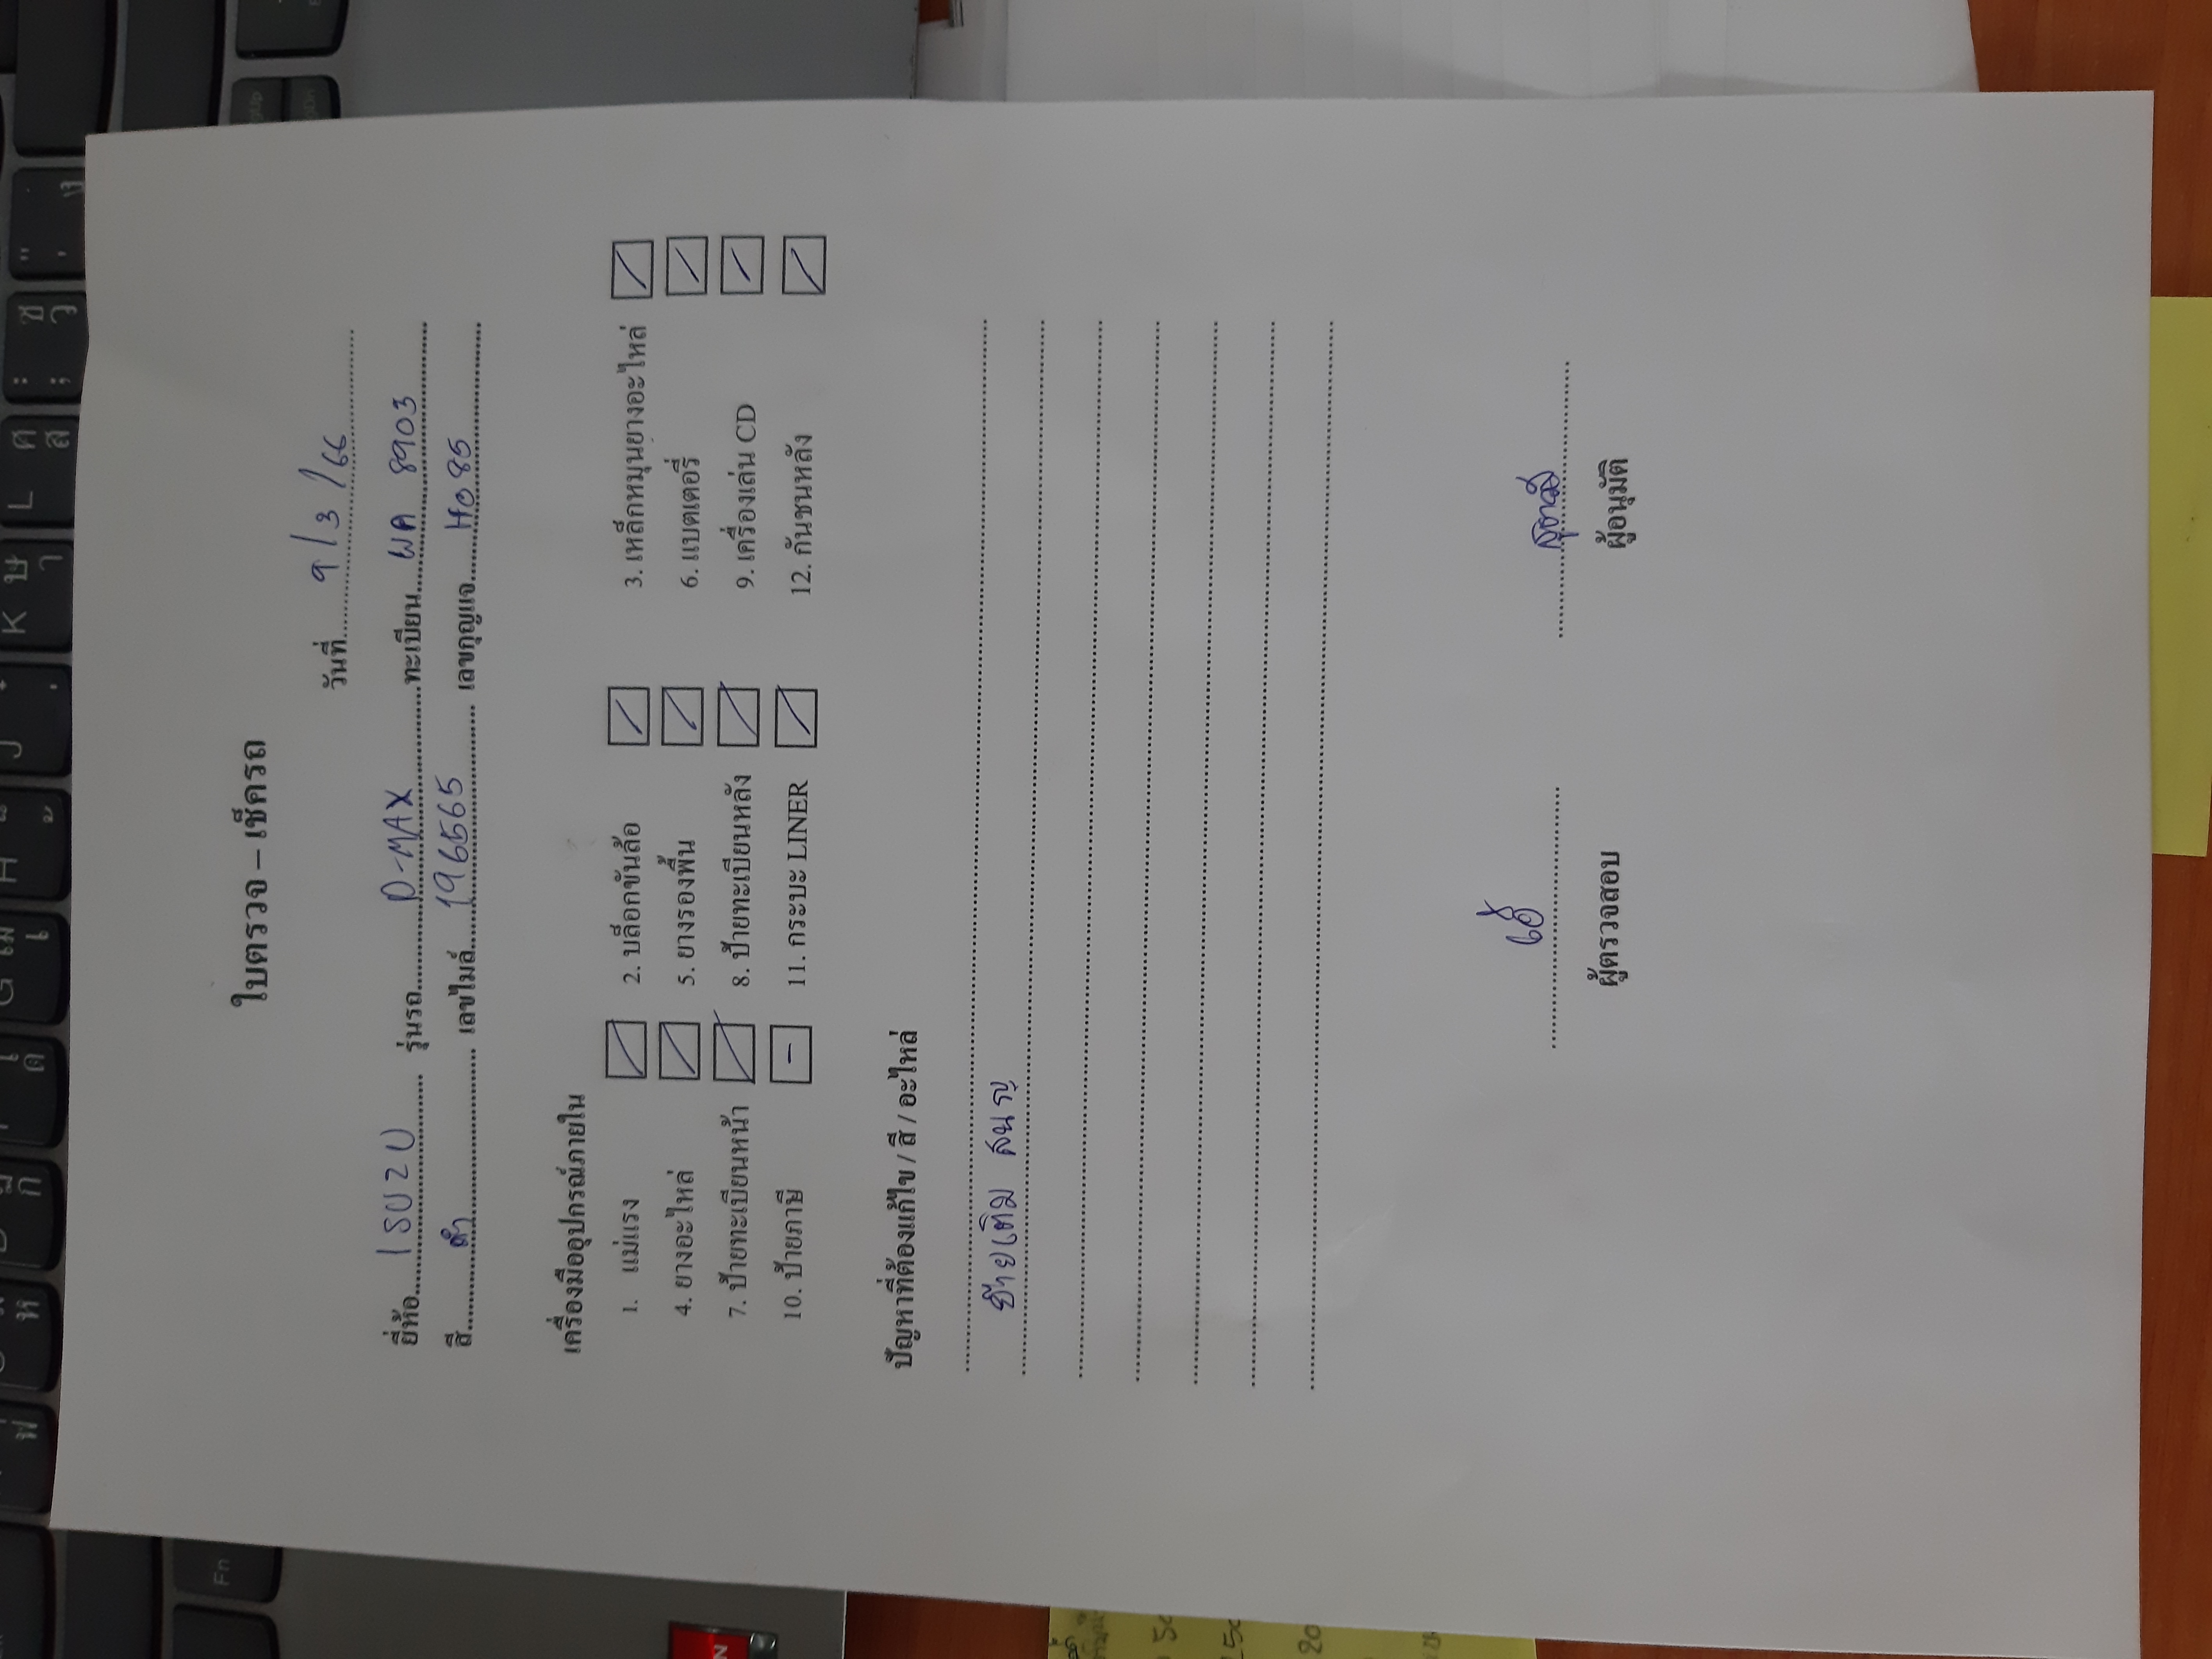 ใบตรวจ – เช็ครถ
วันที่ 9/3/66
ยี่ห้อ ISUZU รุ่นรถ D-MAX ทะเบียน ผค 8903
สี ดำ เลขไมล์ 196565 เลขกุญแจ H085
เครื่องมืออุปกรณ์ภายใน
1. แม่แรง / 2. บล็อกขันล้อ / 3. เหล็กหมุนยางอะไหล่ /
4. ยางอะไหล่ / 5. ยางรองพื้น / 6. แบตเตอรี่ /
7. ป้ายทะเบียนหน้า / 8. ป้ายทะเบียนหลัง / 9. เครื่องเล่น CD /
10. ป้ายภาษี - 11. กระบะ LINER / 12. กันชนหลัง /
ปัญหาที่ต้องแก้ไข / สี / อะไหล่
ป้ายเดิม
ผู้ตรวจสอบ ผู้อนุมัติ